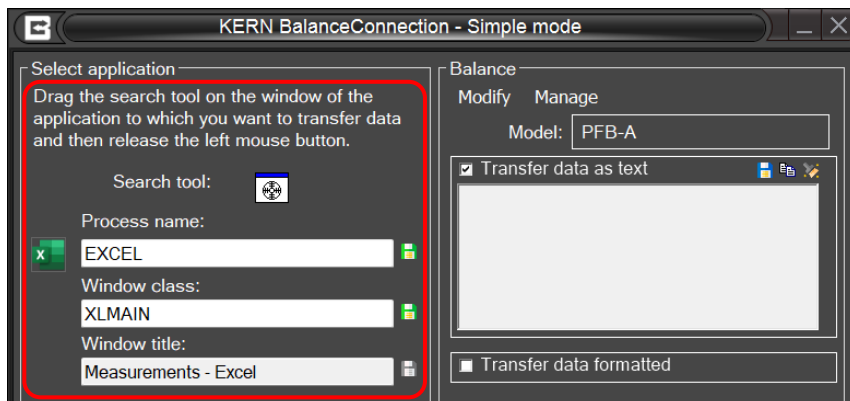 KERN BalanceConnection - Simple mode
Select application
Drag the search tool on the window of the
application to which you want to transfer data
and then release the left mouse button.
Search tool:
Process name:
EXCEL
Window class:
XLMAIN
Window title:
Measurements - Excel
Balance
Modify Manage
Model: PFB-A
Transfer data as text
Transfer data formatted